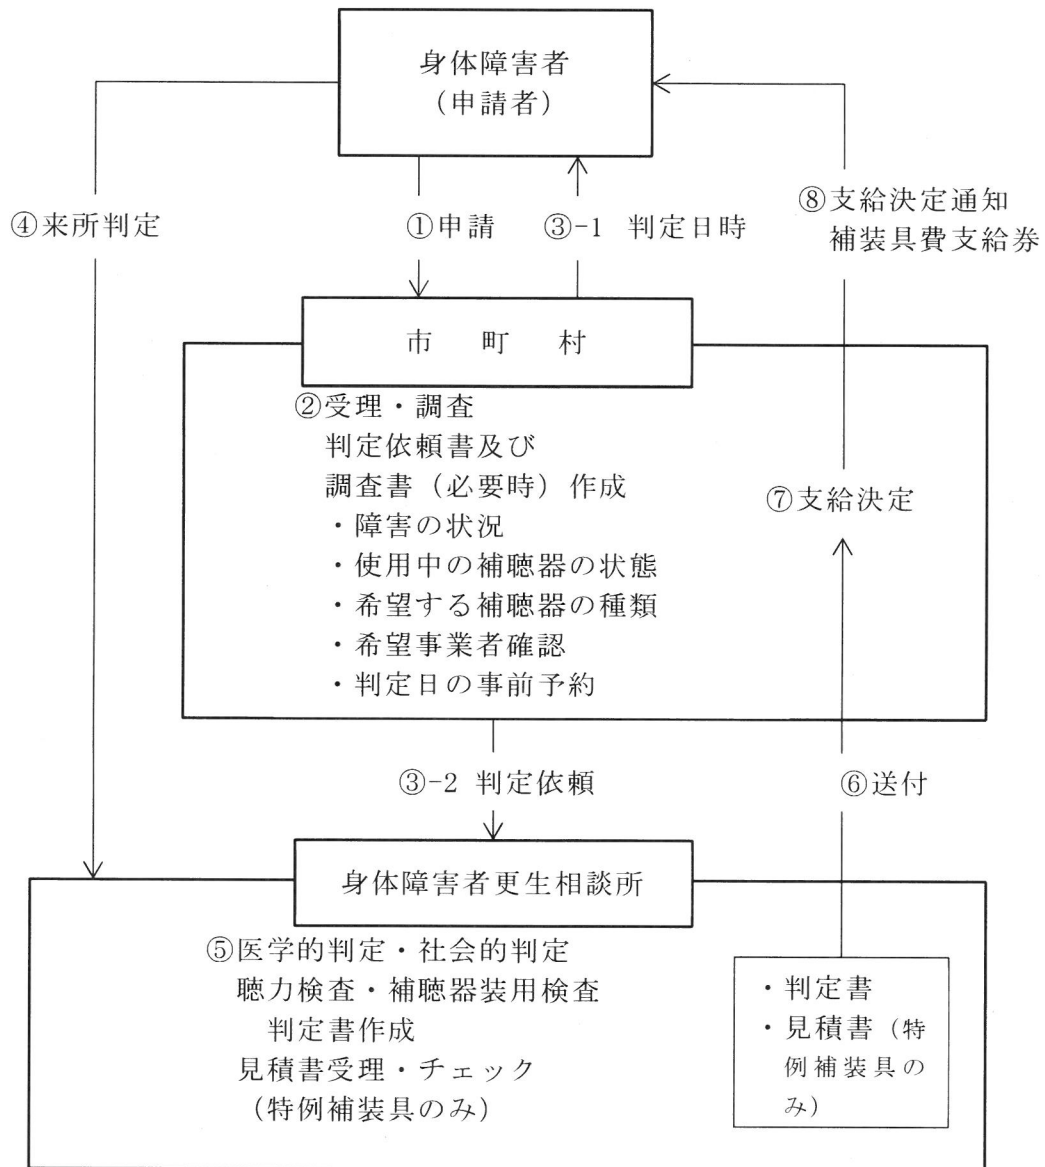 身体障害者
（申請者）
④来所判定
①申請
③-1 判定日時
⑧支給決定通知
補装具費支給券
市 町 村
②受理・調査
判定依頼書及び
調査書（必要時）作成
・障害の状況
・使用中の補聴器の状態
・希望する補聴器の種類
・希望事業者確認
・判定日の事前予約
⑦支給決定
③-2 判定依頼
⑥送付
身体障害者更生相談所
⑤医学的判定・社会的判定
聴力検査・補聴器装用検査
判定書作成
見積書受理・チェック
（特例補装具のみ）
・判定書
・見積書（特
例補装具の
み）